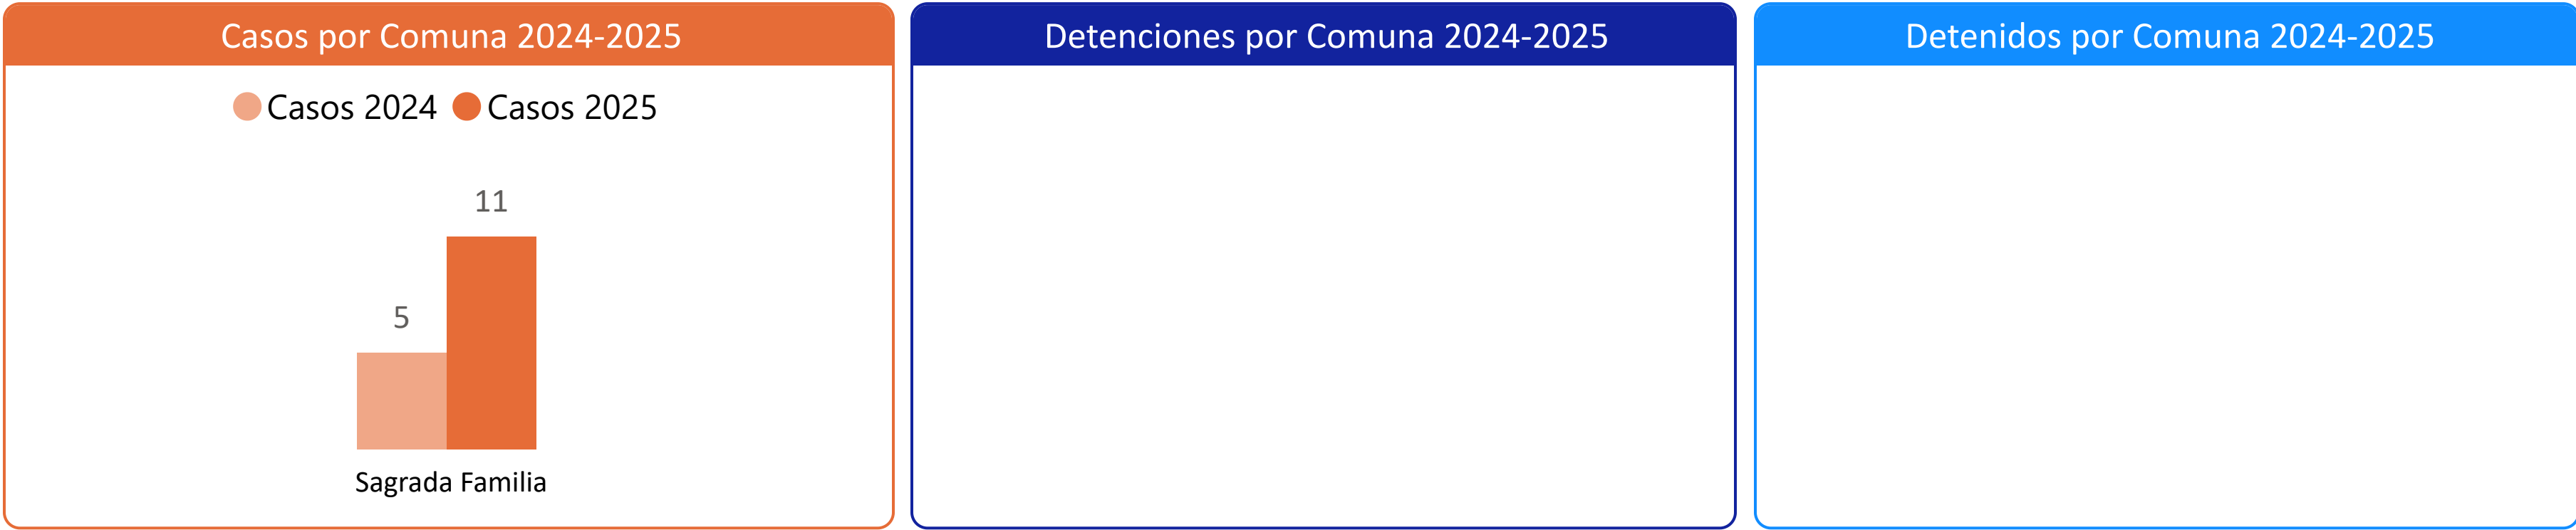 Casos por Comuna 2024-2025
Casos 2024 Casos 2025
11
5
Sagrada Familia
Detenciones por Comuna 2024-2025
Detenidos por Comuna 2024-2025